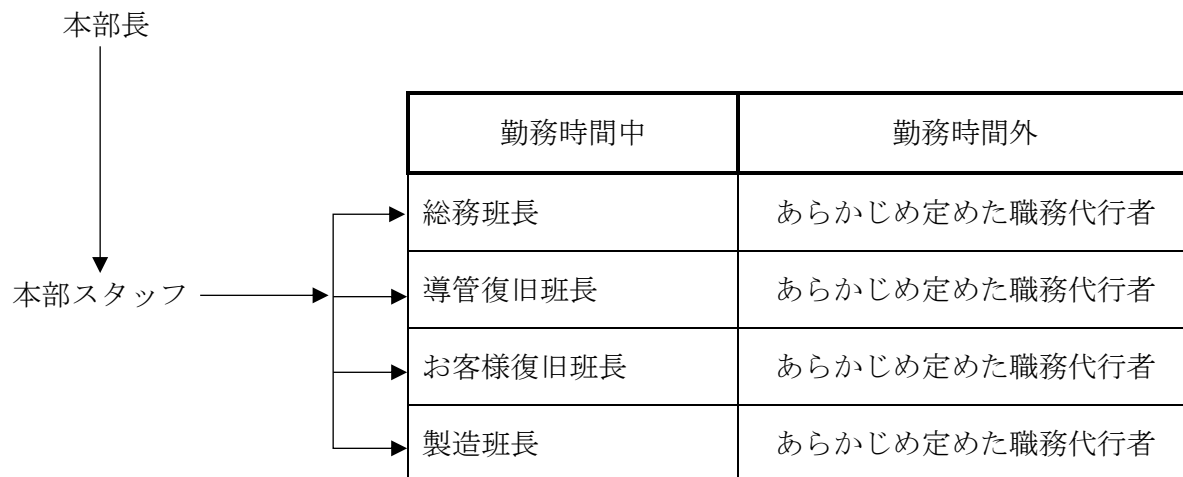 本部長
勤務時間中 勤務時間外
総務班長 あらかじめ定めた職務代行者
本部スタッフ 導管復旧班長 あらかじめ定めた職務代行者
お客様復旧班長 あらかじめ定めた職務代行者
製造班長 あらかじめ定めた職務代行者